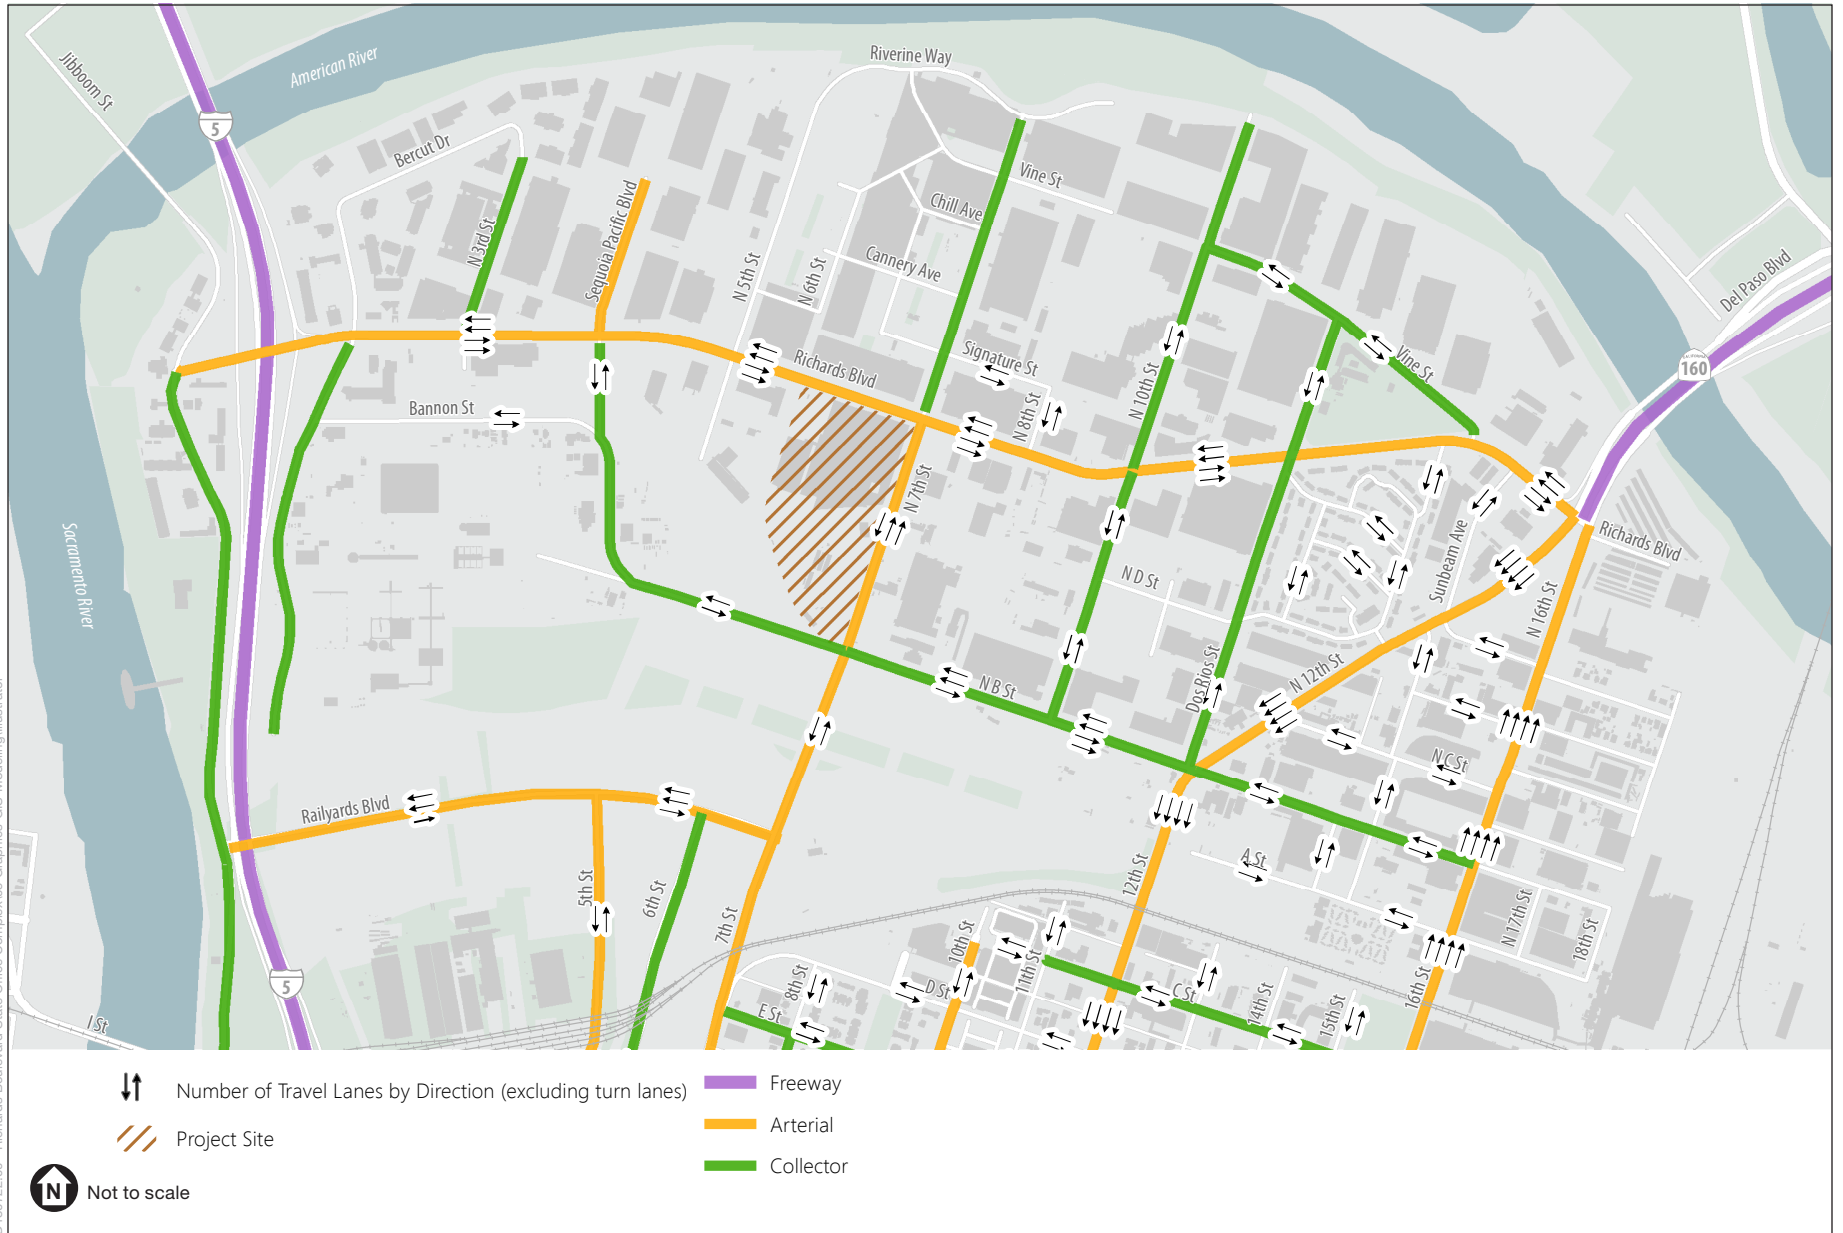 Jibboom St
American River
5
Bercut Dr
Riverine Way
Vine St
Chill Ave
N 3rd St
Sequoia Pacific Blvd
N 5th St
N 6th St
Cannery Ave
Del Paso Blvd
CALIFORNIA
160
Richards Blvd
Signature St
N 8th St
N 10th St
Vine St
Bannon St
N 7th St
Sacramento River
N D St
Sunbeam Ave
Richards Blvd
N 16th St
N B St
Dos Rios St
N 12th St
N C St
Railyards Blvd
5th St
6th St
7th St
12th St
A St
N 17th St
18th St
5
I St
8th St
E St
D St
10th St
11th St
C St
14th St
15th St
16th St
Number of Travel Lanes by Direction (excluding turn lanes)
Project Site
N
Not to scale
Freeway
Arterial
Collector